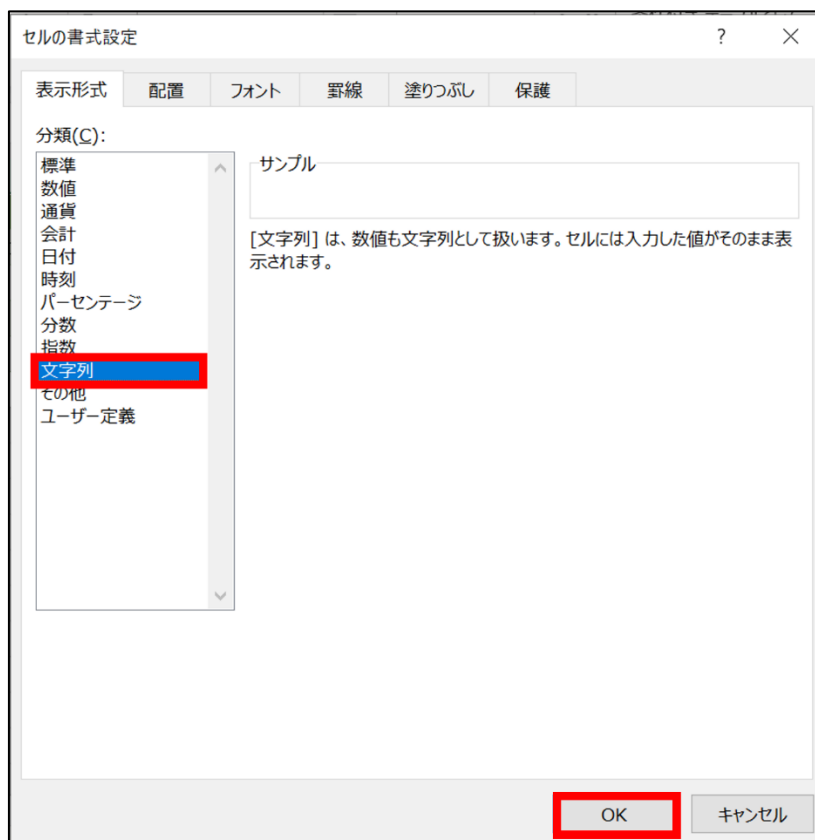 セルの書式設定
表示形式 配置 フォント 罫線 塗りつぶし 保護
分類(C):
標準
数値
通貨
会計
日付
時刻
パーセンテージ
分数
指数
文字列
その他
ユーザー定義
サンプル
[文字列] は、数値も文字列として扱います。セルには入力した値がそのまま表
示されます。
OK キャンセル